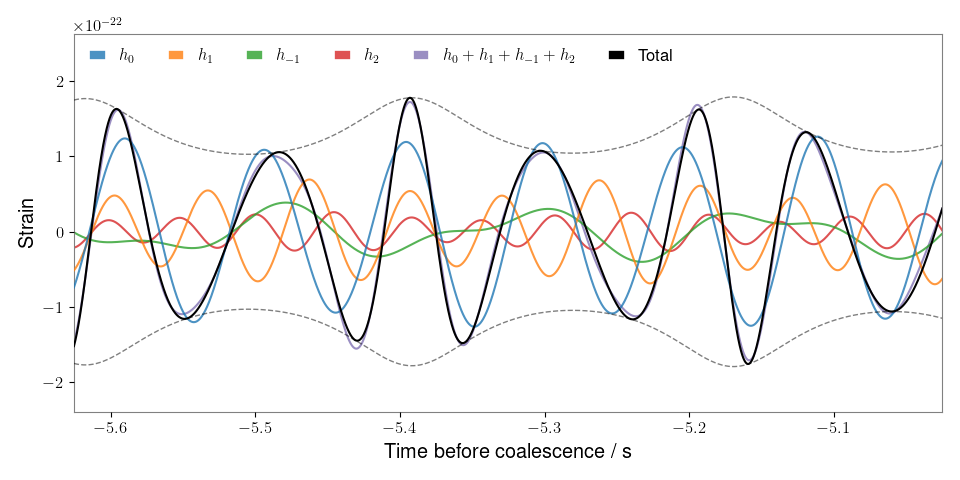 ×10⁻²²
h₀ h₁ h₋₁ h₂ h₀ + h₁ + h₋₁ + h₂ Total
2
1
0
−1
−2
Strain
−5.6 −5.5 −5.4 −5.3 −5.2 −5.1
Time before coalescence / s